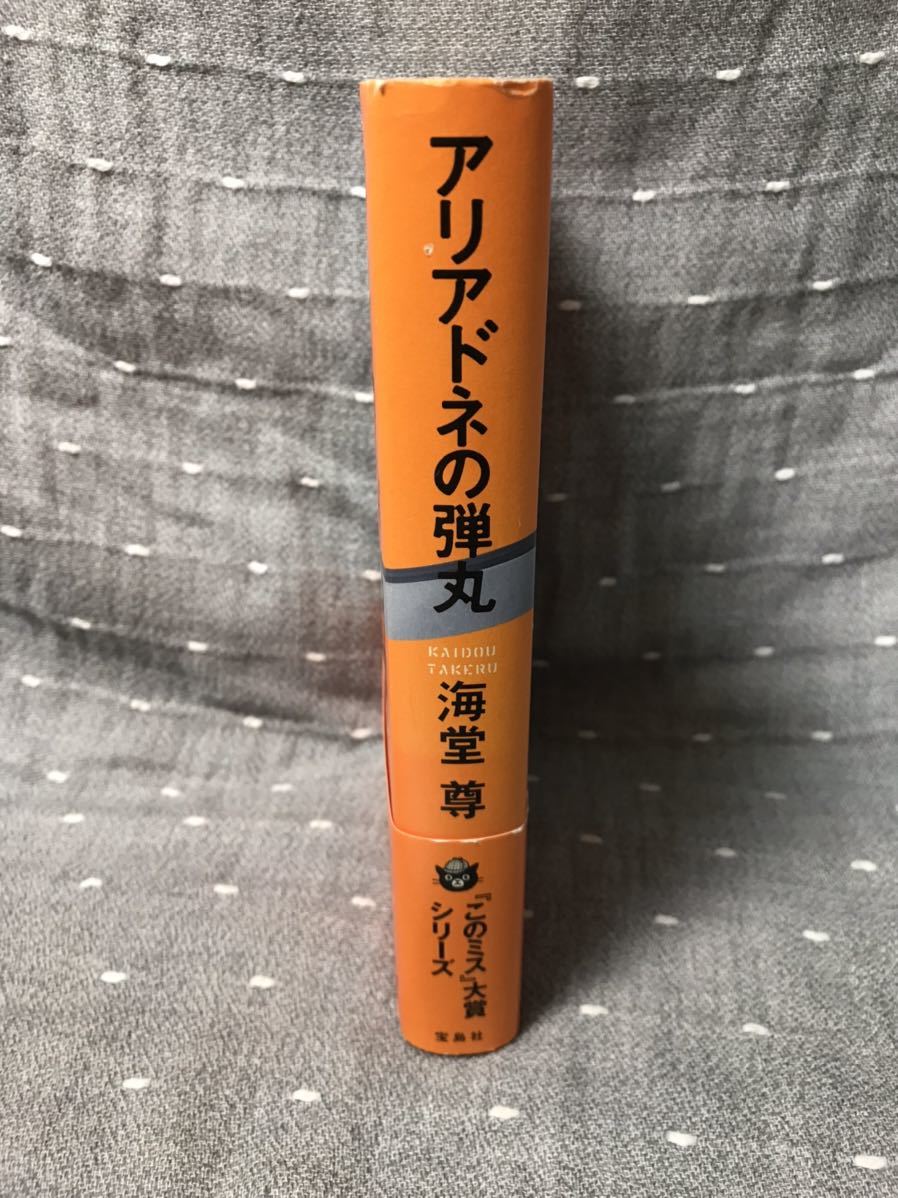 アリアドネの弾丸
KAIDOU
TAKERU
海堂 尊
『このミス』大賞
シリーズ
宝島社